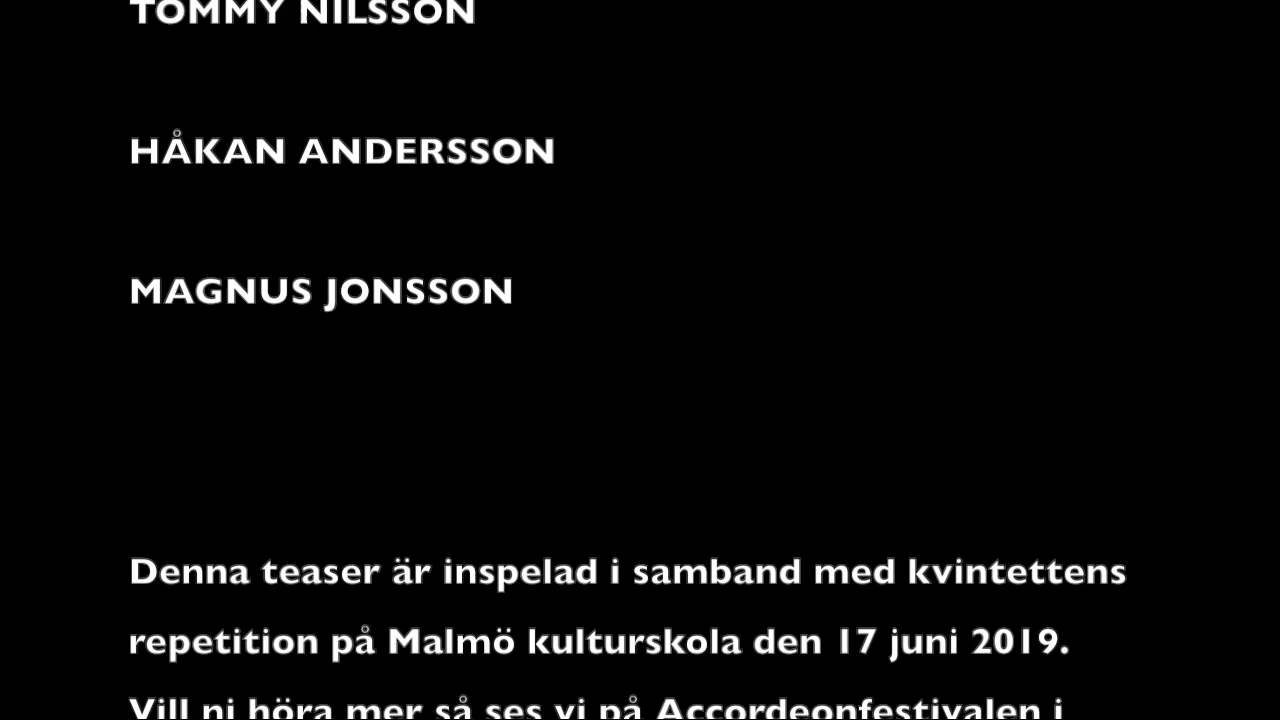 TOMMY NILSSON
HÅKAN ANDERSSON
MAGNUS JONSSON
Denna teaser är inspelad i samband med kvintettens
repetition på Malmö kulturskola den 17 juni 2019.
Vill ni höra mer så ses vi på Accordeonfestivalen i